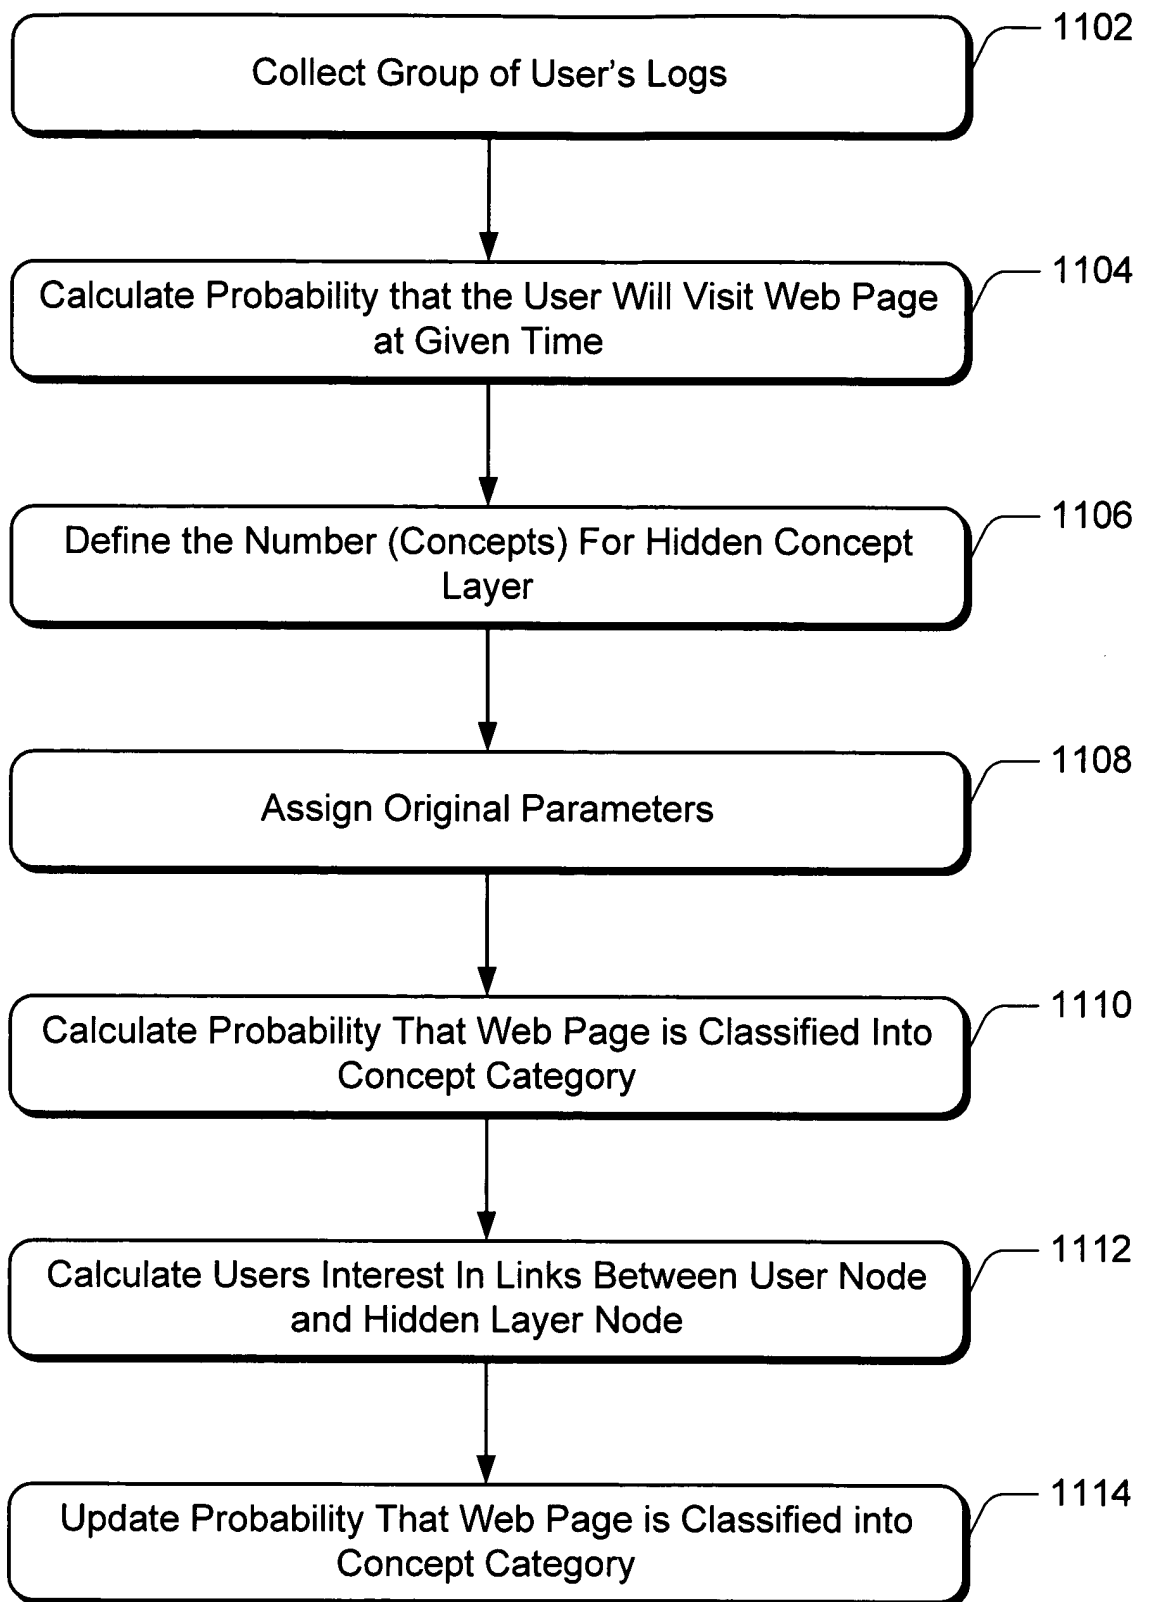 1102
Collect Group of User's Logs
1104
Calculate Probability that the User Will Visit Web Page
at Given Time
1106
Define the Number (Concepts) For Hidden Concept
Layer
1108
Assign Original Parameters
1110
Calculate Probability That Web Page is Classified Into
Concept Category
1112
Calculate Users Interest In Links Between User Node
and Hidden Layer Node
1114
Update Probability That Web Page is Classified into
Concept Category